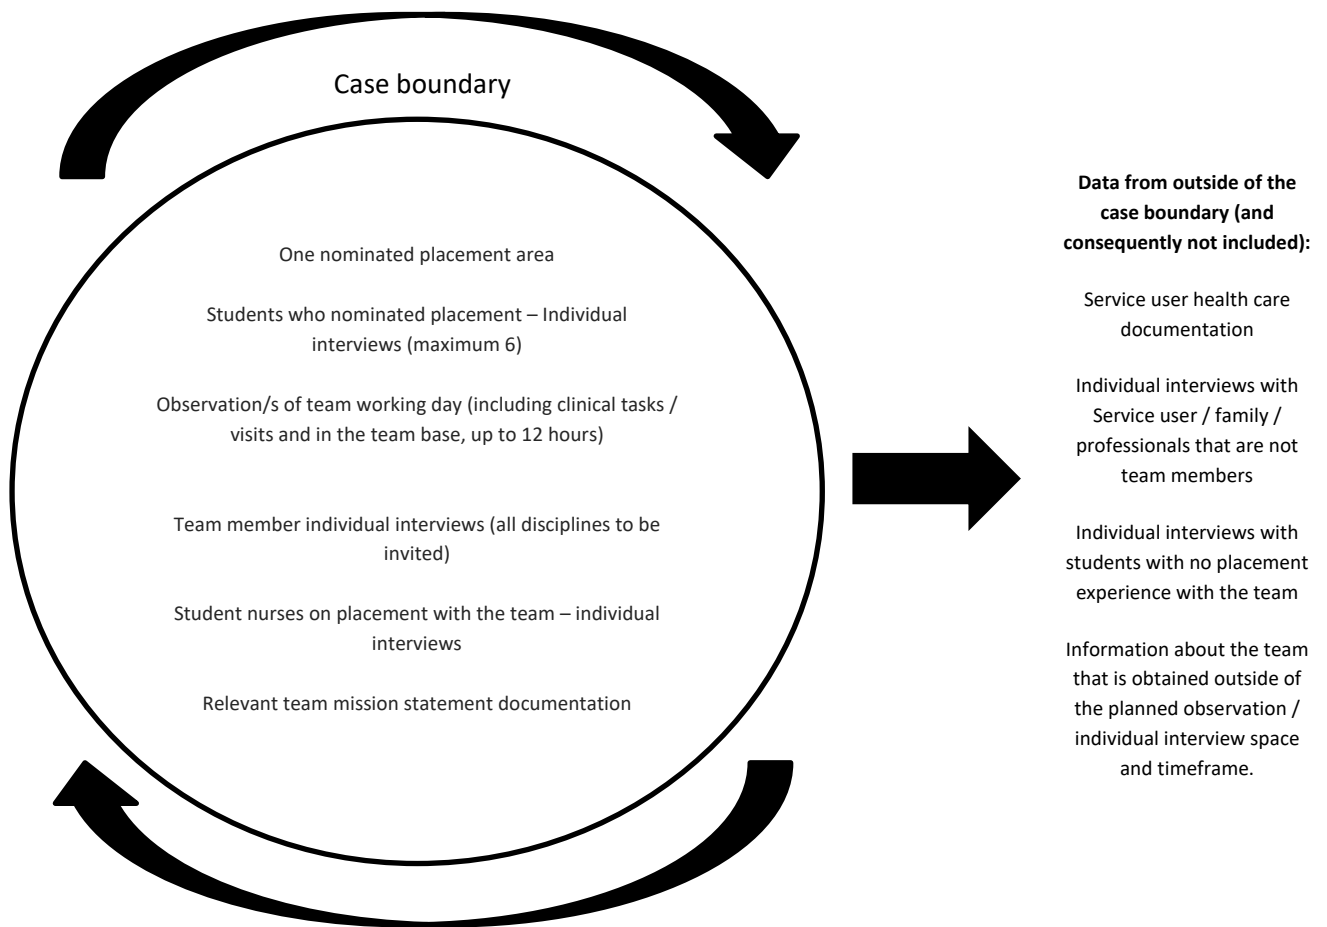 Case boundary
One nominated placement area
Students who nominated placement – Individual
interviews (maximum 6)
Observation/s of team working day (including clinical tasks /
visits and in the team base, up to 12 hours)
Team member individual interviews (all disciplines to be
invited)
Student nurses on placement with the team – individual
interviews
Relevant team mission statement documentation
Data from outside of the
case boundary (and
consequently not included):
Service user health care
documentation
Individual interviews with
Service user / family /
professionals that are not
team members
Individual interviews with
students with no placement
experience with the team
Information about the team
that is obtained outside of
the planned observation /
individual interview space
and timeframe.